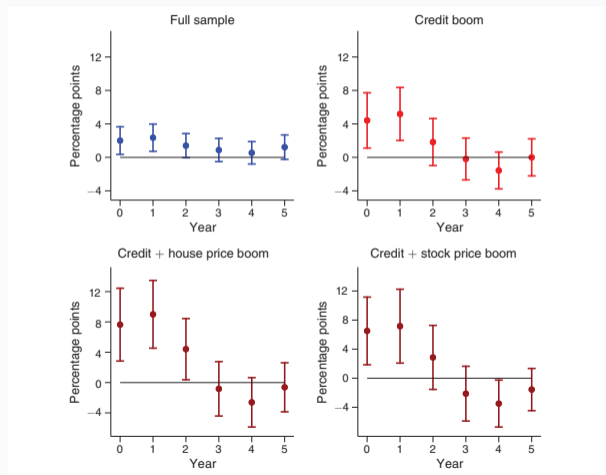 Full sample
Credit boom
Percentage points
12
8
4
0
−4
0 1 2 3 4 5
Year
Percentage points
12
8
4
0
−4
0 1 2 3 4 5
Year
Credit + house price boom
Credit + stock price boom
Percentage points
12
8
4
0
−4
0 1 2 3 4 5
Year
Percentage points
12
8
4
0
−4
0 1 2 3 4 5
Year